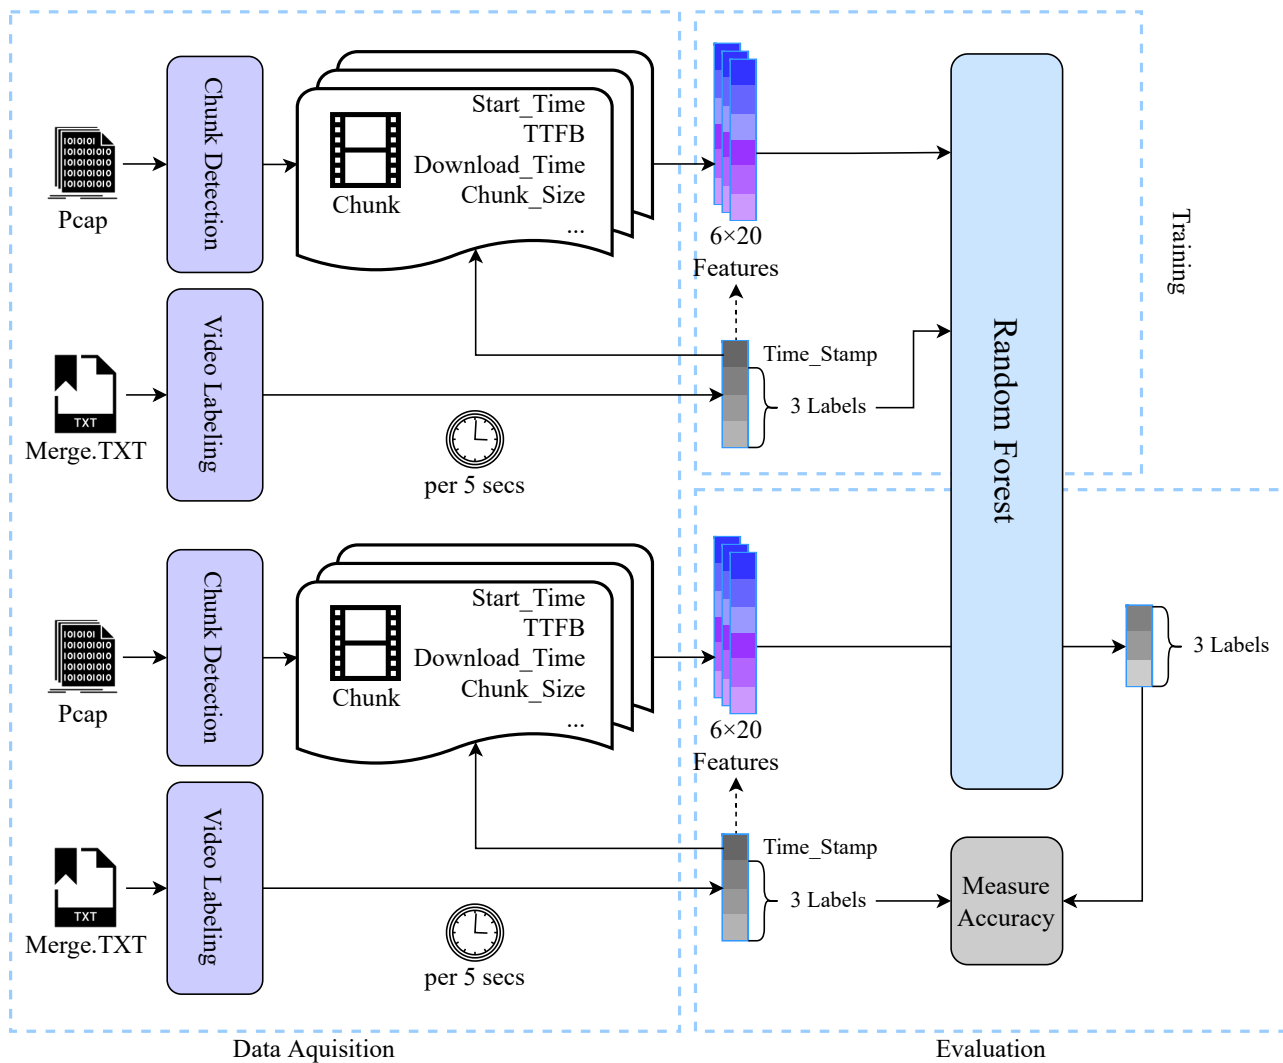 Pcap
Chunk Detection
Start_Time
TTFB
Download_Time
Chunk_Size
...
Chunk
6×20
Features
Merge.TXT
TXT
Video Labeling
per 5 secs
Time_Stamp
3 Labels
Random Forest
Training
Pcap
Chunk Detection
Start_Time
TTFB
Download_Time
Chunk_Size
...
Chunk
6×20
Features
3 Labels
Merge.TXT
TXT
Video Labeling
per 5 secs
Time_Stamp
3 Labels
Measure
Accuracy
Data Aquisition
Evaluation